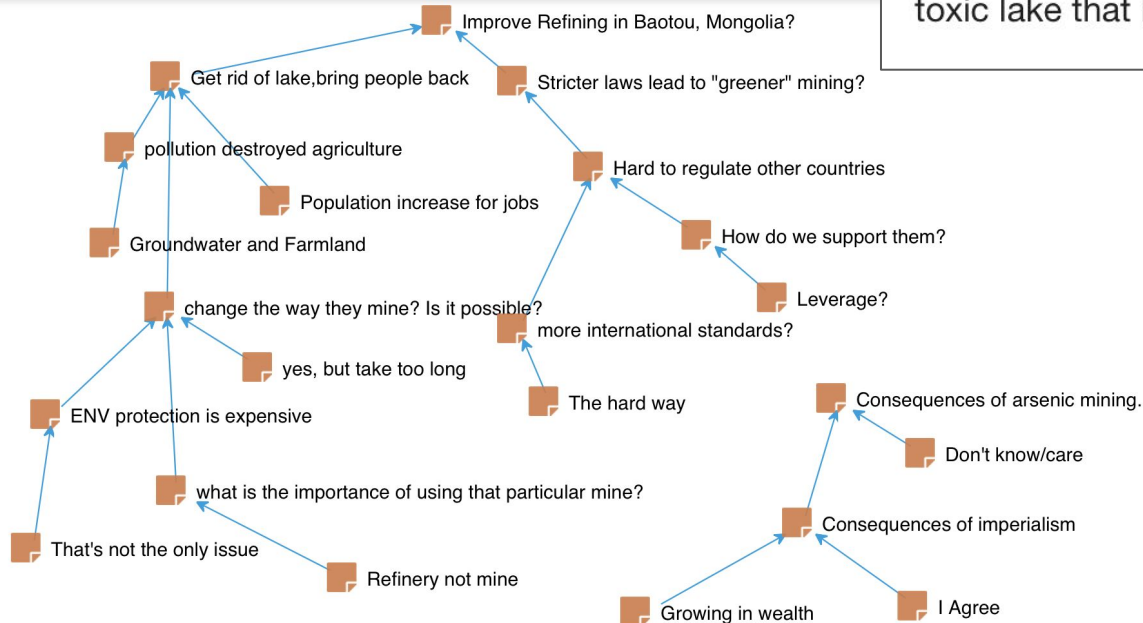 toxic lake that
Improve Refining in Baotou, Mongolia?
Get rid of lake,bring people back
Stricter laws lead to "greener" mining?
pollution destroyed agriculture
Hard to regulate other countries
Population increase for jobs
Groundwater and Farmland
How do we support them?
Leverage?
change the way they mine? Is it possible?
more international standards?
yes, but take too long
The hard way
Consequences of arsenic mining.
ENV protection is expensive
Don't know/care
what is the importance of using that particular mine?
Consequences of imperialism
That's not the only issue
Refinery not mine
Growing in wealth
I Agree